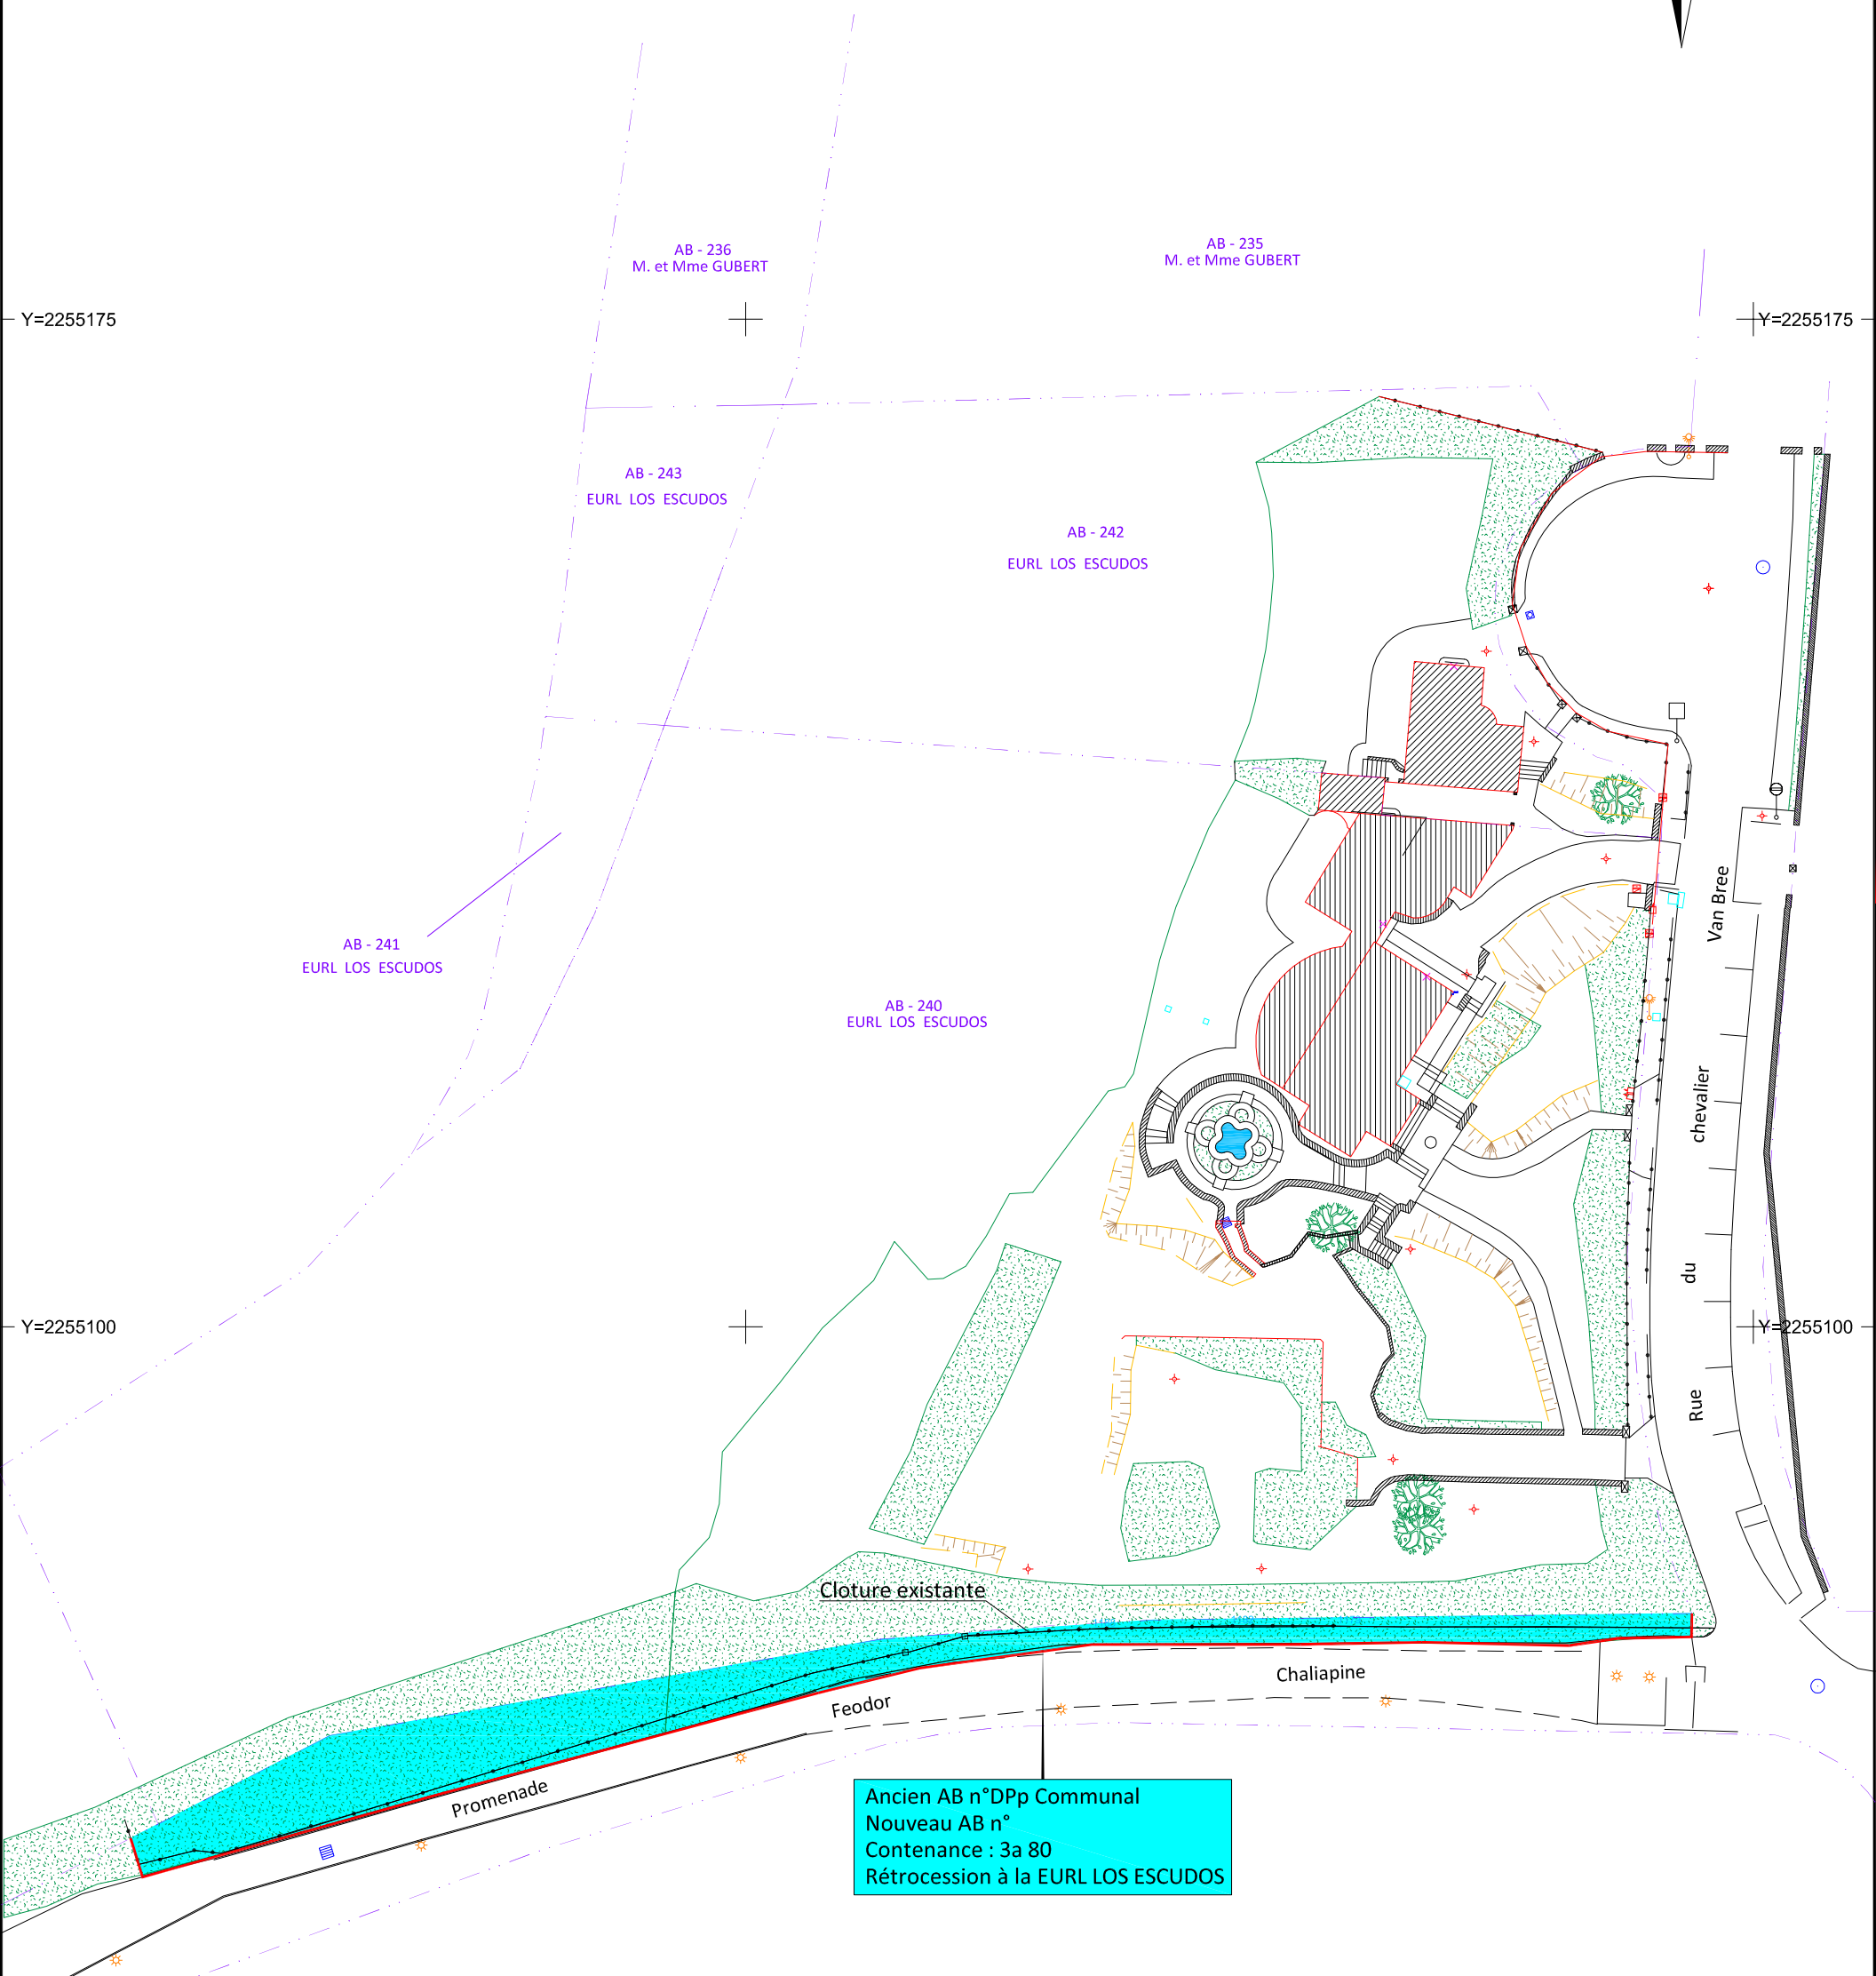 AB - 235
M. et Mme GUBERT
AB - 236
M. et Mme GUBERT
Y=2255175
Y=2255175
AB - 243
EURL LOS ESCUDOS
AB - 242
EURL LOS ESCUDOS
AB - 241
EURL LOS ESCUDOS
AB - 240
EURL LOS ESCUDOS
Rue du chevalier Van Bree
Y=2255100
Y=2255100
Cloture existante
Promenade Feodor Chaliapine
Ancien AB n°DPp Communal
Nouveau AB n°
Contenance : 3a 80
Rétrocession à la EURL LOS ESCUDOS